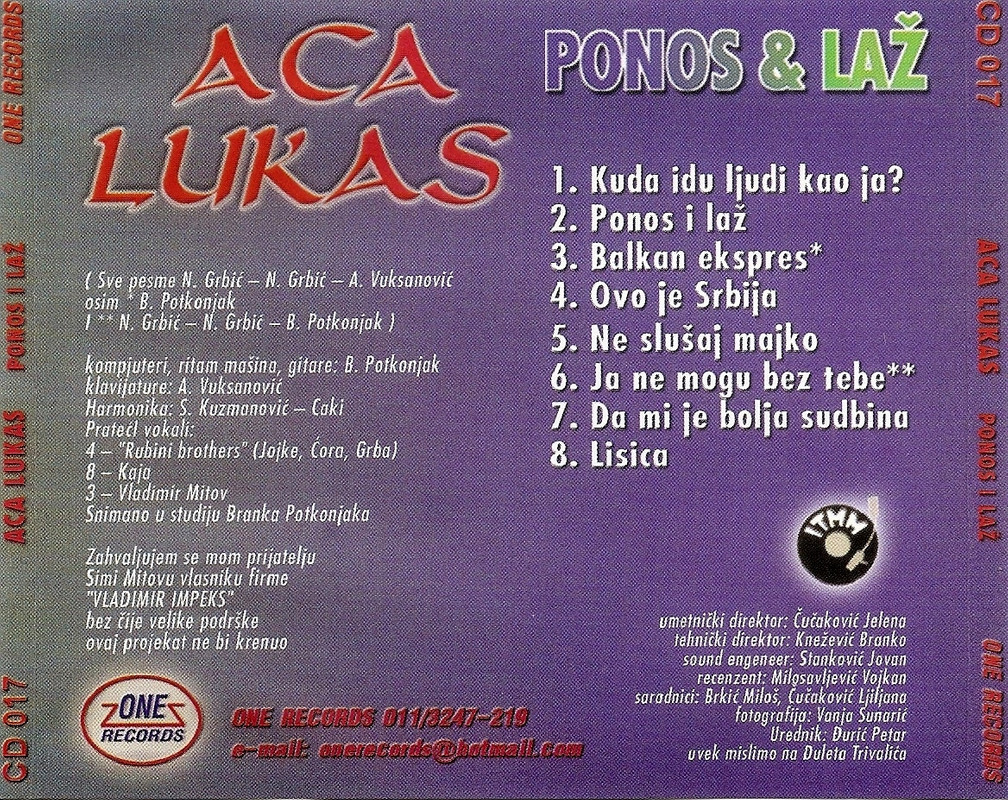 ONE RECORDS
PONOS I LAŽ
ACA LUKAS
CD 017
ACA
LUKAS
( Sve pesme N. Grbić – N. Grbić – A. Vuksanović
osim * B. Potkonjak
I ** N. Grbić – N. Grbić – B. Potkonjak )
kompjuteri, ritam mašina, gitare: B. Potkonjak
klavijature: A. Vuksanović
Harmonika: S. Kuzmanović – Caki
Prateći vokali:
4 – "Rubini brothers" (Jojke, Ćora, Grba)
8 – Kaja
3 – Vladimir Mitov
Snimano u studiju Branka Potkonjaka
Zahvaljujem se mom prijatelju
Simi Mitovu vlasniku firme
"VLADIMIR IMPEKS"
bez čije velike podrške
ovaj projekat ne bi krenuo
ONE
RECORDS
ONE RECORDS 011/3247-219
e-mail: onerecords@hotmail.com
PONOS & LAŽ
1. Kuda idu ljudi kao ja?
2. Ponos i laž
3. Balkan ekspres*
4. Ovo je Srbija
5. Ne slušaj majko
6. Ja ne mogu bez tebe**
7. Da mi je bolja sudbina
8. Lisica
ITMM
umetnički direktor: Čučaković Jelena
tehnički direktor: Knežević Branko
sound engeneer: Stanković Jovan
recenzent: Milosavljević Vojkan
saradnici: Brkić Miloš, Čučaković Ljiljana
fotografija: Vanja Šunarić
Urednik: Đurić Petar
uvek mislimo na Duleta Trivalića
CD 017
ACA LUKAS
PONOS I LAŽ
ONE RECORDS